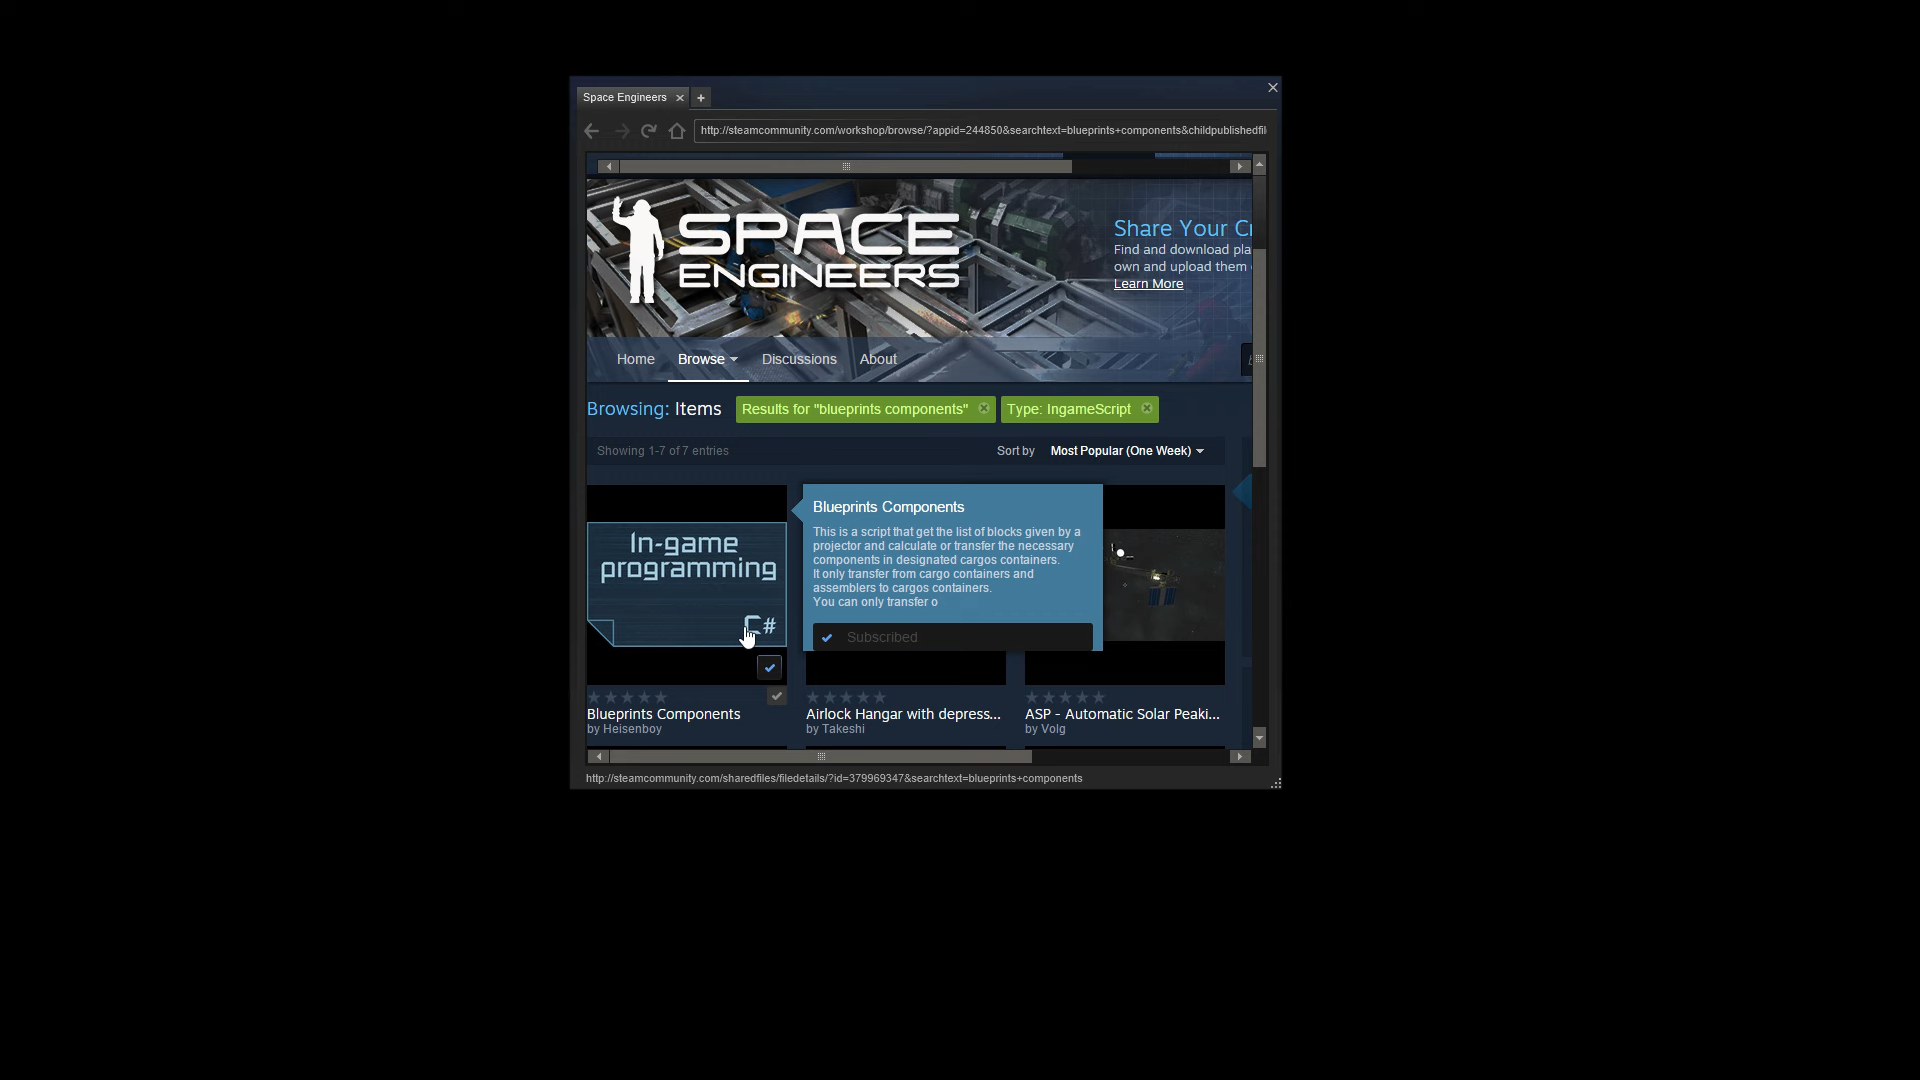 Space Engineers
http://steamcommunity.com/workshop/browse/?appid=244850&searchtext=blueprints+components&childpublishedfil
SPACE
ENGINEERS
Share Your Cr
Find and download pla
own and upload them
Learn More
Home Browse Discussions About
Browsing: Items Results for "blueprints components" Type: IngameScript
Showing 1-7 of 7 entries Sort by Most Popular (One Week)
In-game
programming
C#
Blueprints Components
This is a script that get the list of blocks given by a
projector and calculate or transfer the necessary
components in designated cargos containers.
It only transfer from cargo containers and
assemblers to cargos containers.
You can only transfer o
Subscribed
Blueprints Components Airlock Hangar with depress... ASP - Automatic Solar Peaki...
by Heisenboy by Takeshi by Volg
http://steamcommunity.com/sharedfiles/filedetails/?id=379969347&searchtext=blueprints+components